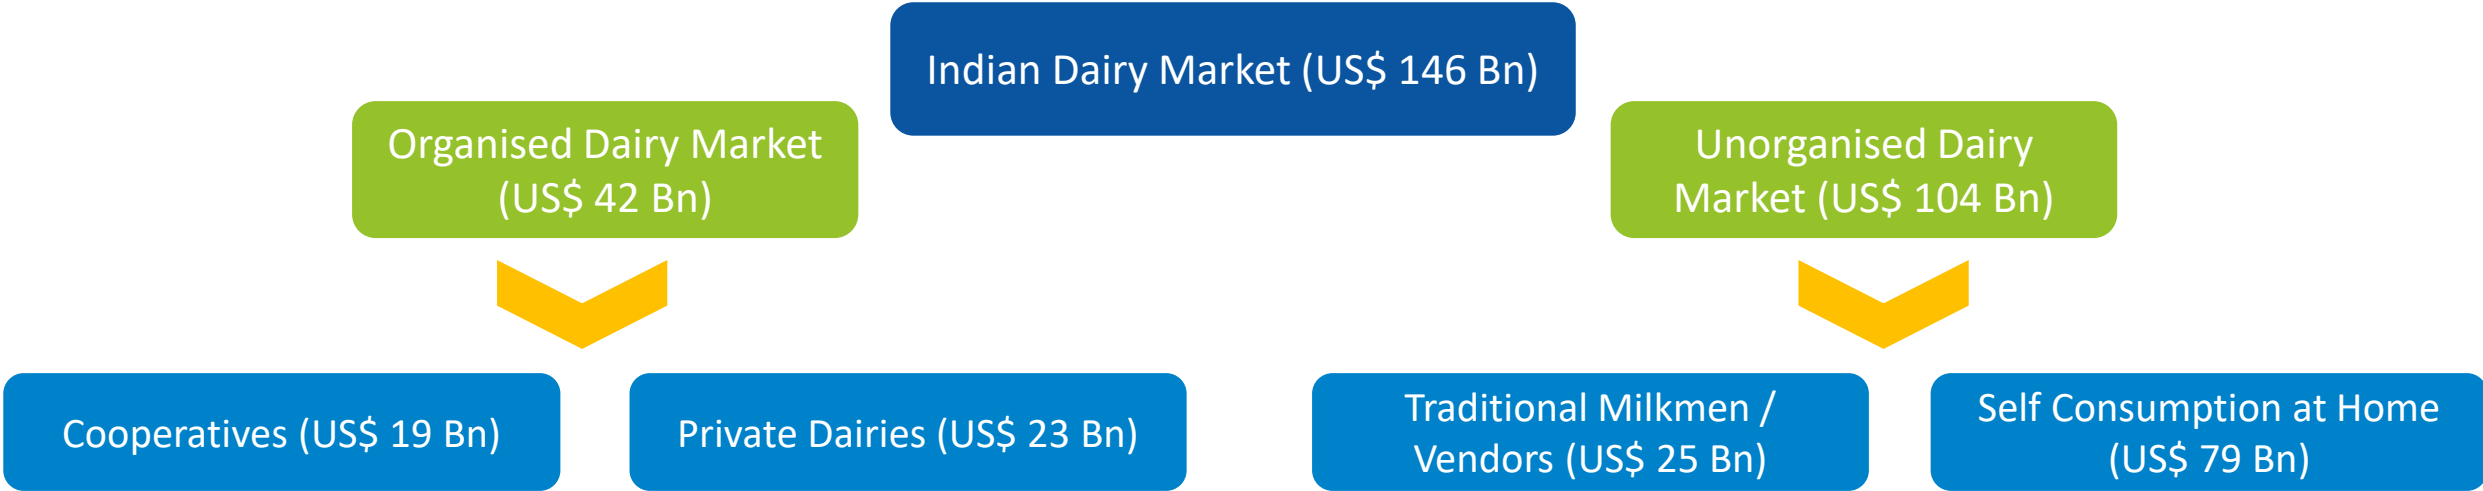 Indian Dairy Market (US$ 146 Bn)
Organised Dairy Market
(US$ 42 Bn)
Unorganised Dairy
Market (US$ 104 Bn)
Cooperatives (US$ 19 Bn)
Private Dairies (US$ 23 Bn)
Traditional Milkmen /
Vendors (US$ 25 Bn)
Self Consumption at Home
(US$ 79 Bn)